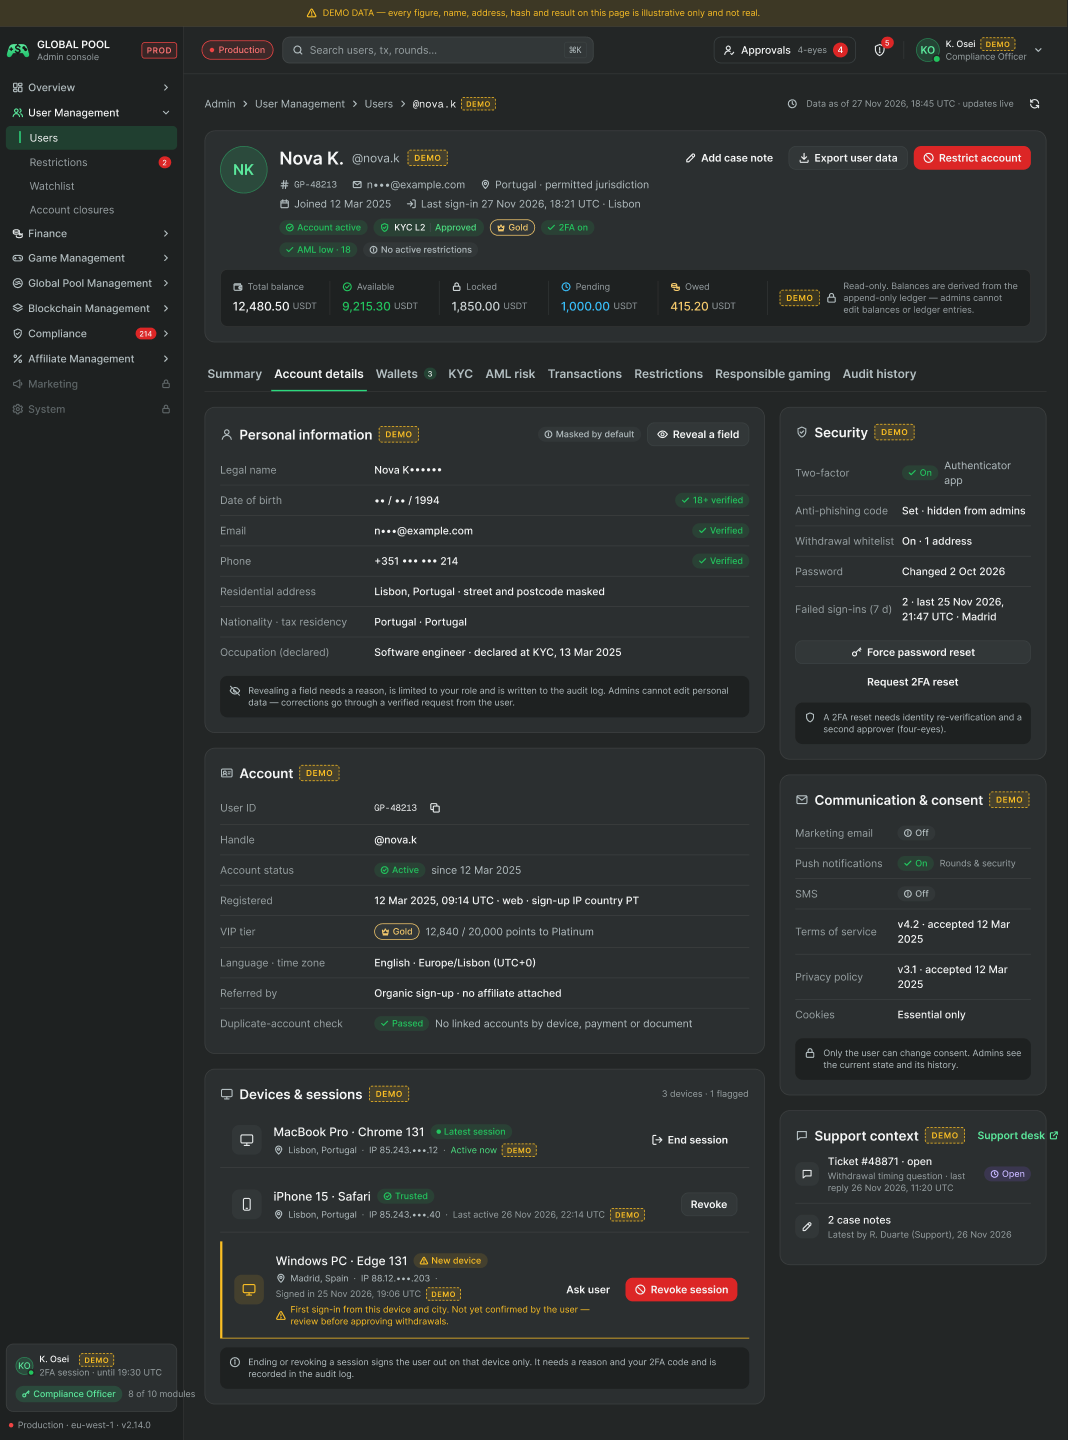 DEMO DATA — every figure, name, address, hash and result on this page is illustrative only and not real.
GLOBAL POOL
Admin console
PROD
Overview
User Management
Users
Restrictions 2
Watchlist
Account closures
Finance
Game Management
Global Pool Management
Blockchain Management
Compliance 214
Affiliate Management
Marketing
System
K. Osei DEMO
2FA session · until 19:30 UTC
Compliance Officer 8 of 10 modules
Production · eu-west-1 · v2.14.0
Production
Search users, tx, rounds... ⌘K
Approvals 4-eyes 4
5
KO
K. Osei DEMO
Compliance Officer
Admin > User Management > Users > @nova.k DEMO
Data as of 27 Nov 2026, 18:45 UTC · updates live
NK
Nova K. @nova.k DEMO
Add case note
Export user data
Restrict account
# GP-48213 n•••@example.com Portugal · permitted jurisdiction
Joined 12 Mar 2025 Last sign-in 27 Nov 2026, 18:21 UTC · Lisbon
Account active KYC L2 Approved Gold 2FA on
AML low · 18 No active restrictions
Total balance
12,480.50 USDT
Available
9,215.30 USDT
Locked
1,850.00 USDT
Pending
1,000.00 USDT
Owed
415.20 USDT
DEMO
Read-only. Balances are derived from the
append-only ledger — admins cannot
edit balances or ledger entries.
Summary Account details Wallets 3 KYC AML risk Transactions Restrictions Responsible gaming Audit history
Personal information DEMO
Masked by default
Reveal a field
Legal name Nova K••••••
Date of birth •• / •• / 1994 18+ verified
Email n•••@example.com Verified
Phone +351 ••• ••• 214 Verified
Residential address Lisbon, Portugal · street and postcode masked
Nationality · tax residency Portugal · Portugal
Occupation (declared) Software engineer · declared at KYC, 13 Mar 2025
Revealing a field needs a reason, is limited to your role and is written to the audit log. Admins cannot edit personal
data — corrections go through a verified request from the user.
Account DEMO
User ID GP-48213
Handle @nova.k
Account status Active since 12 Mar 2025
Registered 12 Mar 2025, 09:14 UTC · web · sign-up IP country PT
VIP tier Gold 12,840 / 20,000 points to Platinum
Language · time zone English · Europe/Lisbon (UTC+0)
Referred by Organic sign-up · no affiliate attached
Duplicate-account check Passed No linked accounts by device, payment or document
Devices & sessions DEMO
3 devices · 1 flagged
MacBook Pro · Chrome 131 Latest session
Lisbon, Portugal · IP 85.243.•••.12 · Active now DEMO
End session
iPhone 15 · Safari Trusted
Lisbon, Portugal · IP 85.243.•••.40 · Last active 26 Nov 2026, 22:14 UTC DEMO
Revoke
Windows PC · Edge 131 New device
Madrid, Spain · IP 88.12.•••.203 ·
Signed in 25 Nov 2026, 19:06 UTC DEMO
First sign-in from this device and city. Not yet confirmed by the user —
review before approving withdrawals.
Ask user
Revoke session
Ending or revoking a session signs the user out on that device only. It needs a reason and your 2FA code and is
recorded in the audit log.
Security DEMO
Two-factor On Authenticator
app
Anti-phishing code Set · hidden from admins
Withdrawal whitelist On · 1 address
Password Changed 2 Oct 2026
Failed sign-ins (7 d) 2 · last 25 Nov 2026,
21:47 UTC · Madrid
Force password reset
Request 2FA reset
A 2FA reset needs identity re-verification and a
second approver (four-eyes).
Communication & consent DEMO
Marketing email Off
Push notifications On Rounds & security
SMS Off
Terms of service v4.2 · accepted 12 Mar
2025
Privacy policy v3.1 · accepted 12 Mar
2025
Cookies Essential only
Only the user can change consent. Admins see
the current state and its history.
Support context DEMO
Support desk
Ticket #48871 · open
Withdrawal timing question · last
reply 26 Nov 2026, 11:20 UTC
Open
2 case notes
Latest by R. Duarte (Support), 26 Nov 2026